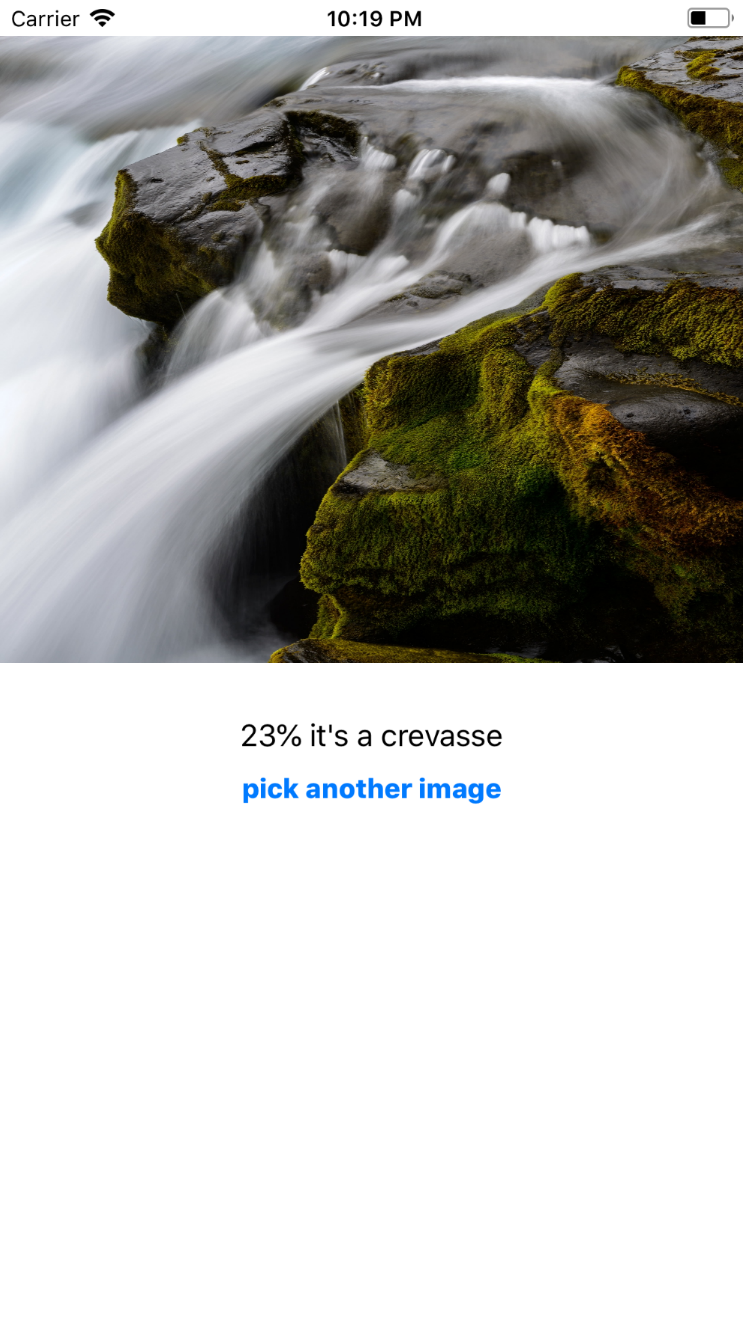 Carrier 10:19 PM
23% it's a crevasse
pick another image